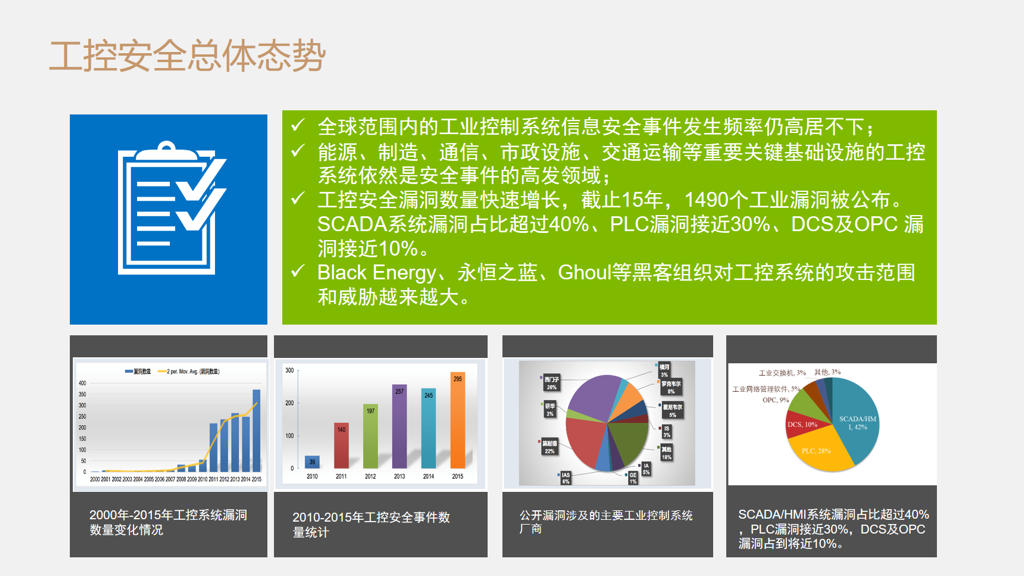 工控安全总体态势
全球范围内的工业控制系统信息安全事件发生频率仍高居不下；
能源、制造、通信、市政设施、交通运输等重要关键基础设施的工控
系统依然是安全事件的高发领域；
工控安全漏洞数量快速增长，截止15年，1490个工业漏洞被公布。
SCADA系统漏洞占比超过40%、PLC漏洞接近30%、DCS及OPC 漏
洞接近10%。
Black Energy、永恒之蓝、Ghoul等黑客组织对工控系统的攻击范围
和威胁越来越大。
漏洞数量 2 per. Mov. Avg. (漏洞数量)
400
350
300
250
200
150
100
50
0
2000 2001 2002 2003 2004 2005 2006 2007 2008 2009 2010 2011 2012 2013 2014 2015
2000年-2015年工控系统漏洞
数量变化情况
300
200
100
0
39
140
197
257
245
295
2010 2011 2012 2013 2014 2015
2010-2015年工控安全事件数
量统计
西门子
研华
3%
22%
IAS
6%
GE
1%
IA
5%
其他
18%
IS
3%
5%
罗克韦尔
8%
横河
3%
公开漏洞涉及的主要工业控制系统
厂商
工业交换机, 3%
其他, 3%
工业网络管理软件, 5%
OPC, 9%
DCS, 10%
PLC, 28%
SCADA/HM
I, 42%
SCADA/HMI系统漏洞占比超过40%
，PLC漏洞接近30%，DCS及OPC
漏洞占到将近10%。